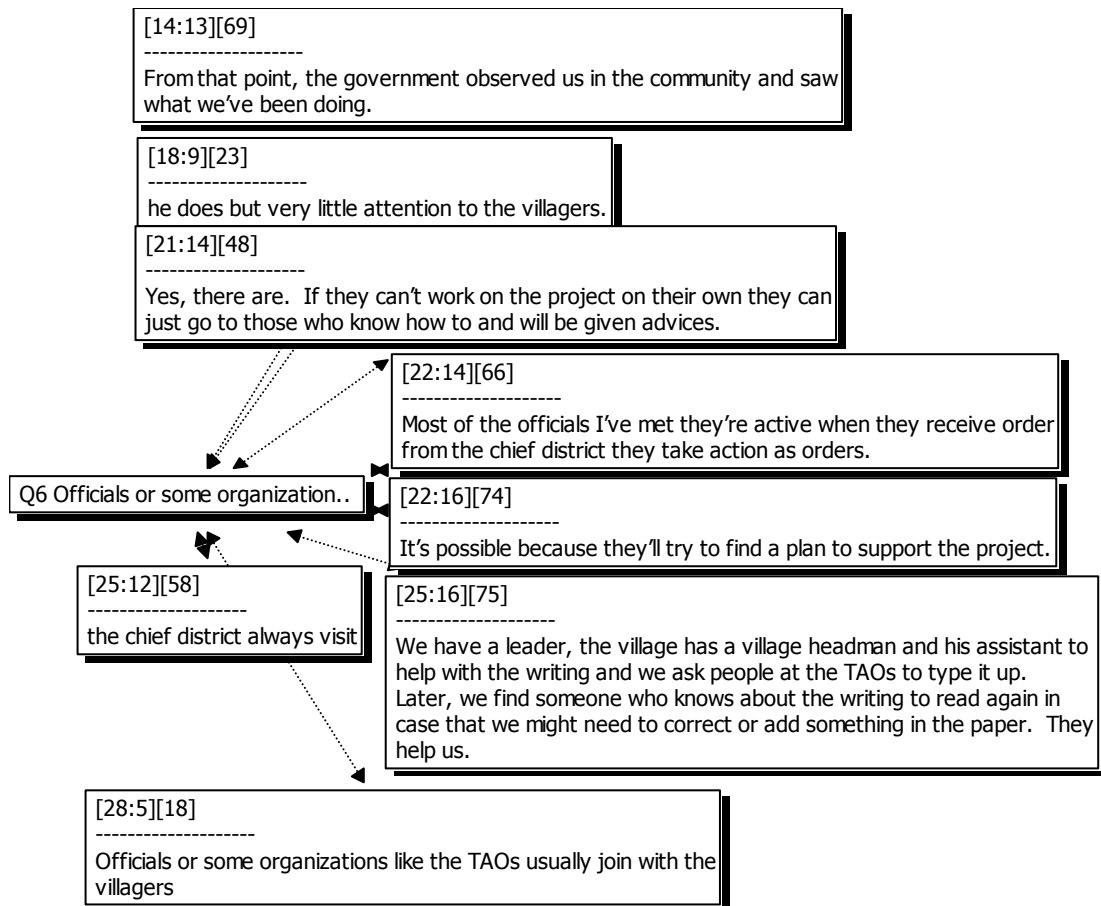 [14:13][69]
--------------------
From that point, the government observed us in the community and saw
what we've been doing.
[18:9][23]
--------------------
he does but very little attention to the villagers.
[21:14][48]
--------------------
Yes, there are.  If they can't work on the project on their own they can
just go to those who know how to and will be given advices.
[22:14][66]
--------------------
Most of the officials I've met they're active when they receive order
from the chief district they take action as orders.
Q6 Officials or some organization..
[22:16][74]
--------------------
It's possible because they'll try to find a plan to support the project.
[25:12][58]
--------------------
the chief district always visit
[25:16][75]
--------------------
We have a leader, the village has a village headman and his assistant to
help with the writing and we ask people at the TAOs to type it up.
Later, we find someone who knows about the writing to read again in
case that we might need to correct or add something in the paper.  They
help us.
[28:5][18]
--------------------
Officials or some organizations like the TAOs usually join with the
villagers